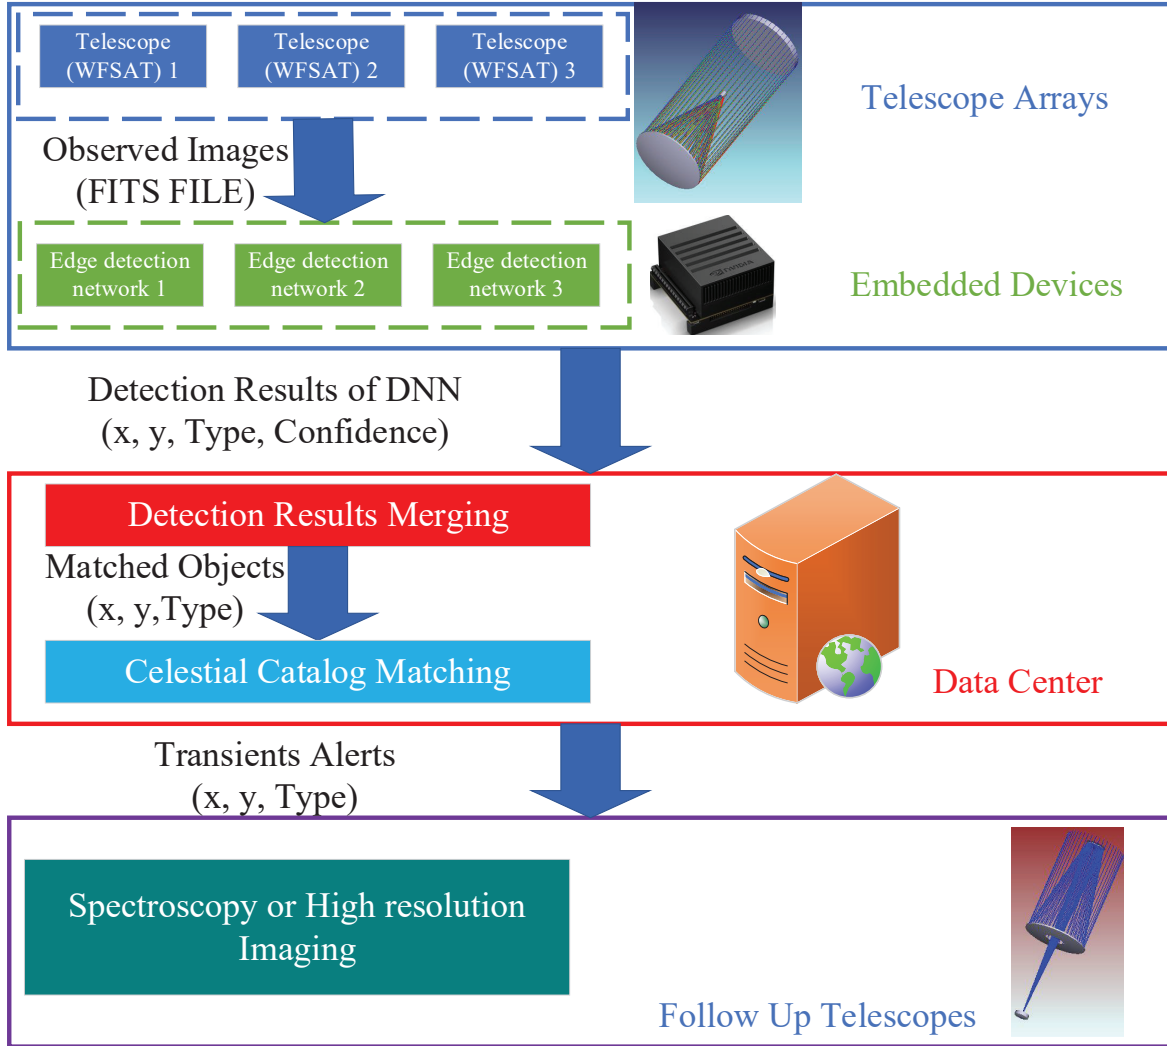 Telescope
(WFSAT) 1
Telescope
(WFSAT) 2
Telescope
(WFSAT) 3
Telescope Arrays
Observed Images
(FITS FILE)
Edge detection
network 1
Edge detection
network 2
Edge detection
network 3
NVIDIA
Embedded Devices
Detection Results of DNN
(x, y, Type, Confidence)
Detection Results Merging
Matched Objects
(x, y,Type)
Celestial Catalog Matching
Data Center
Transients Alerts
(x, y, Type)
Spectroscopy or High resolution
Imaging
Follow Up Telescopes